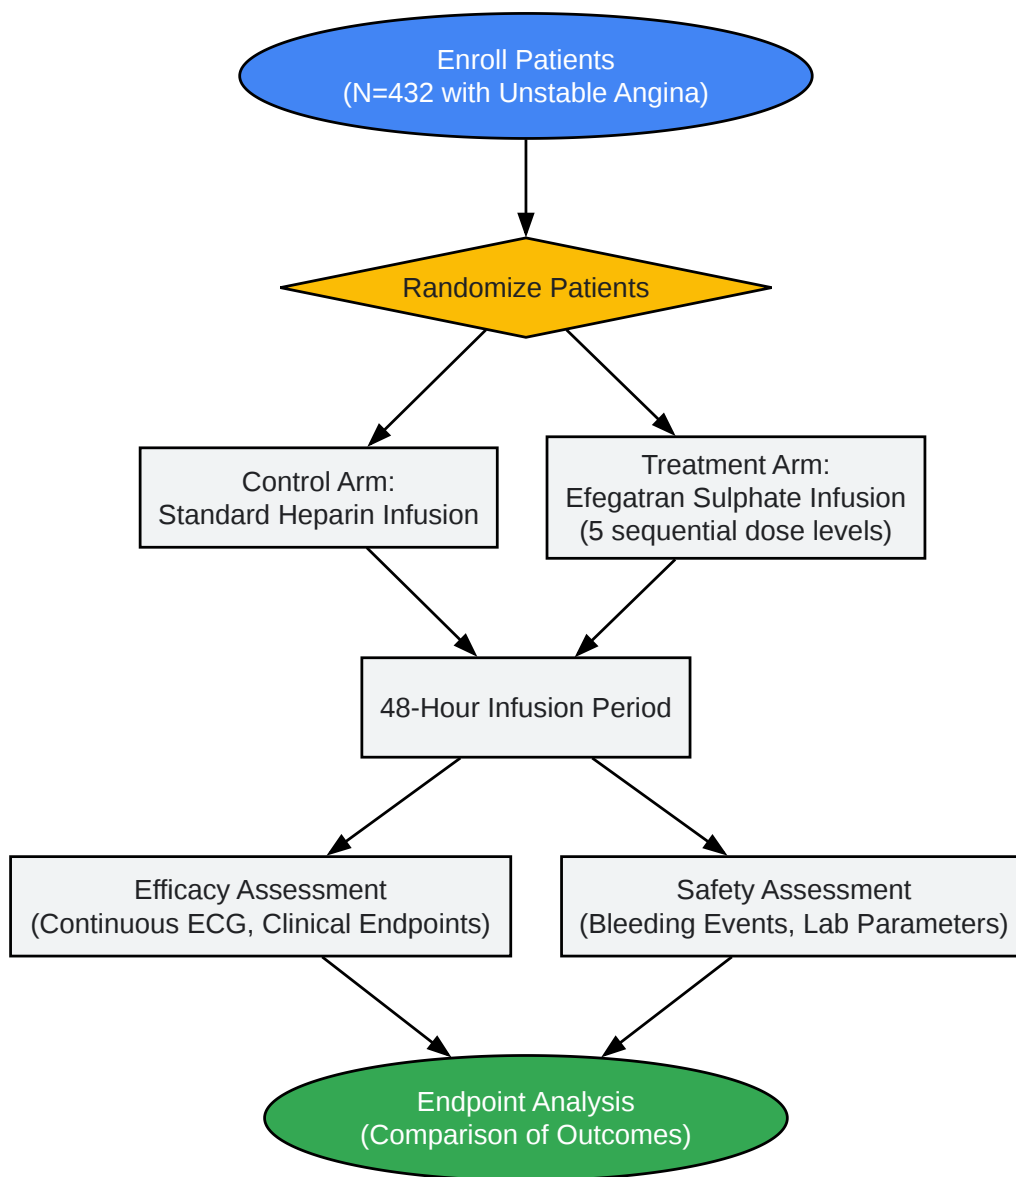 Enroll Patients
(N=432 with Unstable Angina)
Randomize Patients
Control Arm:
Standard Heparin Infusion
Treatment Arm:
Efegatran Sulphate Infusion
(5 sequential dose levels)
48-Hour Infusion Period
Efficacy Assessment
(Continuous ECG, Clinical Endpoints)
Safety Assessment
(Bleeding Events, Lab Parameters)
Endpoint Analysis
(Comparison of Outcomes)